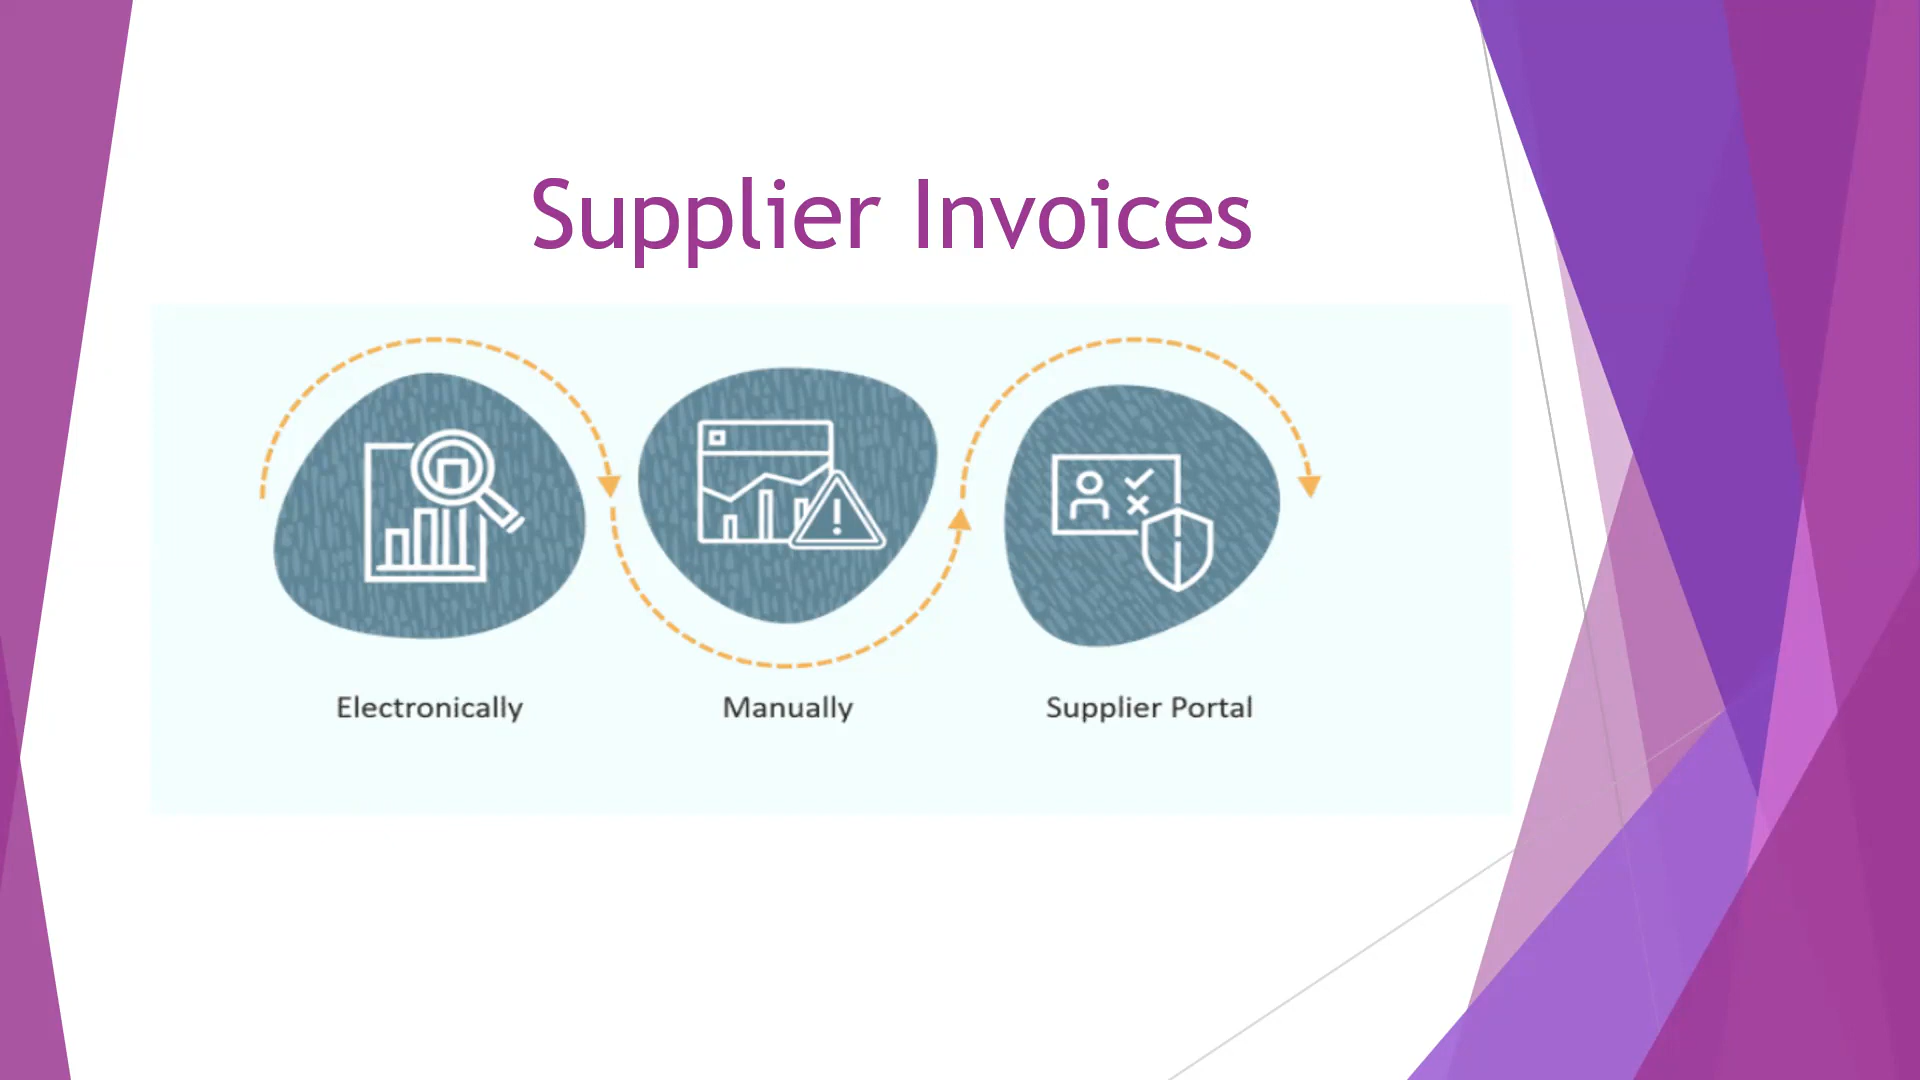 Supplier Invoices
Electronically
Manually
Supplier Portal